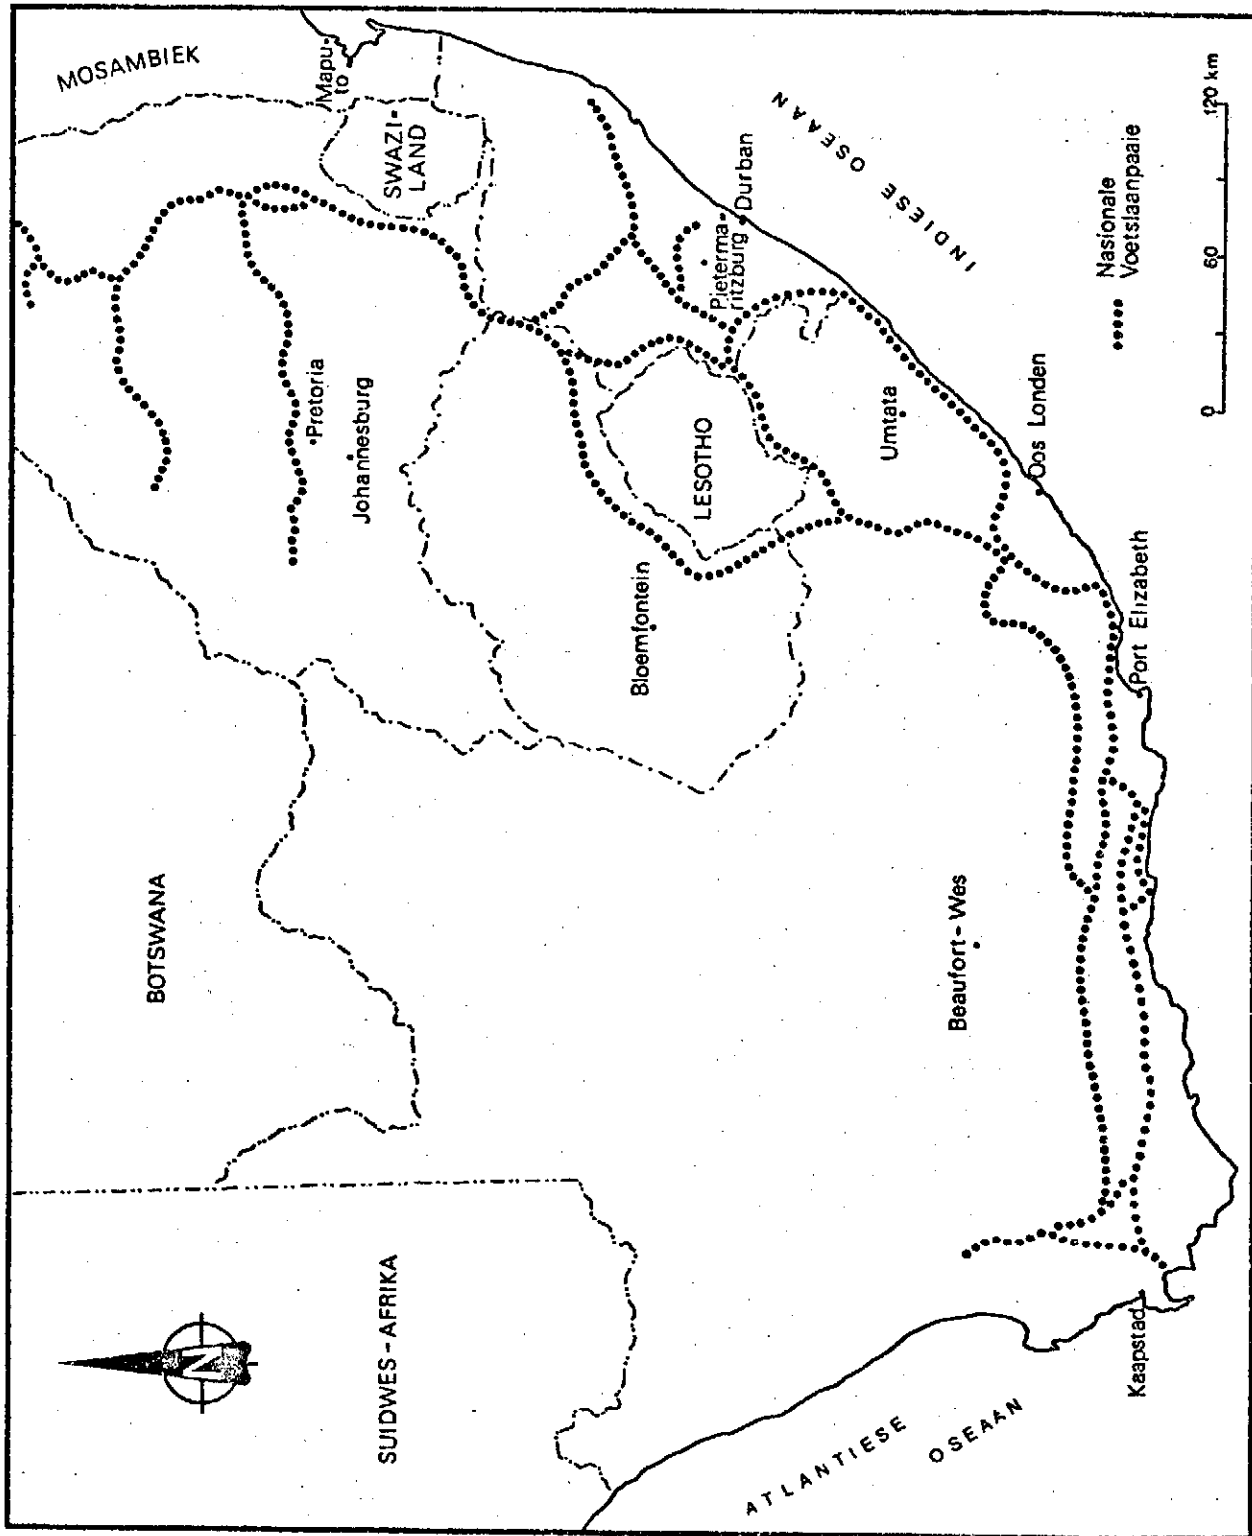 MOSAMBIEK
Mapu-
to
SWAZI-
LAND
BOTSWANA
SUIDWES-AFRIKA
N
Pretoria
Johannesburg
Bloemfontein
LESOTHO
Pieterma-
ritzburg
Durban
Umtata
Oos Londen
Port Elizabeth
Beaufort-Wes
Kaapstad
INDIESE OSEAAN
ATLANTIESE
OSEAAN
Nasionale
Voetslaanpaaie
0 60 120 km